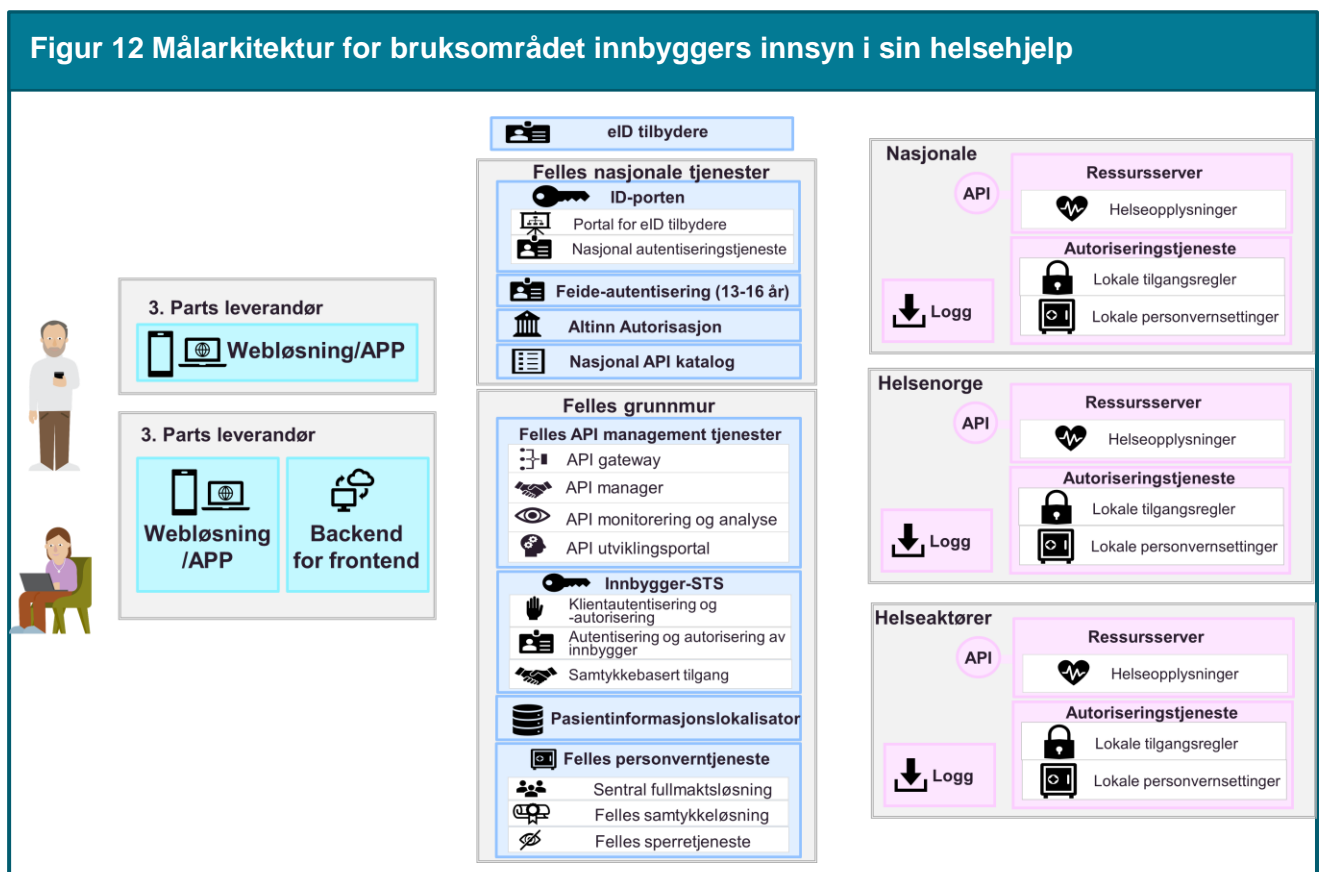 Figur 12 Målarkitektur for bruksområdet innbyggers innsyn i sin helsehjelp
3. Parts leverandør
Webløsning/APP
3. Parts leverandør
Webløsning
/APP
Backend
for frontend
eID tilbydere
Felles nasjonale tjenester
ID-porten
Portal for eID tilbydere
Nasjonal autentiseringstjeneste
Feide-autentisering (13-16 år)
Altinn Autorisasjon
Nasjonal API katalog
Felles grunnmur
Felles API management tjenester
API gateway
API manager
API monitorering og analyse
API utviklingsportal
Innbygger-STS
Klientautentisering og
-autorisering
Autentisering og autorisering av
innbygger
Samtykkebasert tilgang
Pasientinformasjonslokalisator
Felles personverntjeneste
Sentral fullmaktsløsning
Felles samtykkeløsning
Felles sperretjeneste
Nasjonale
API
Logg
Ressursserver
Helseopplysninger
Autoriseringstjeneste
Lokale tilgangsregler
Lokale personvernsettinger
Helsenorge
API
Logg
Ressursserver
Helseopplysninger
Autoriseringstjeneste
Lokale tilgangsregler
Lokale personvernsettinger
Helseaktører
API
Logg
Ressursserver
Helseopplysninger
Autoriseringstjeneste
Lokale tilgangsregler
Lokale personvernsettinger